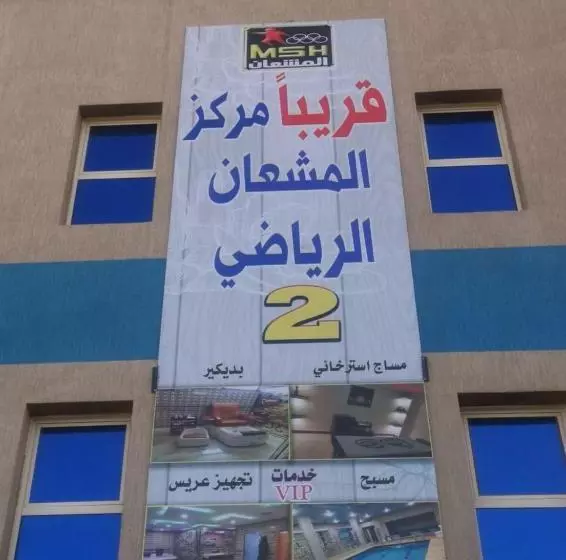 MSH
المشعان
قريباً مركز
المشعان
الرياضي
2
مساج استرخائي بديكير
مسبح خدمات VIP تجهيز عريس